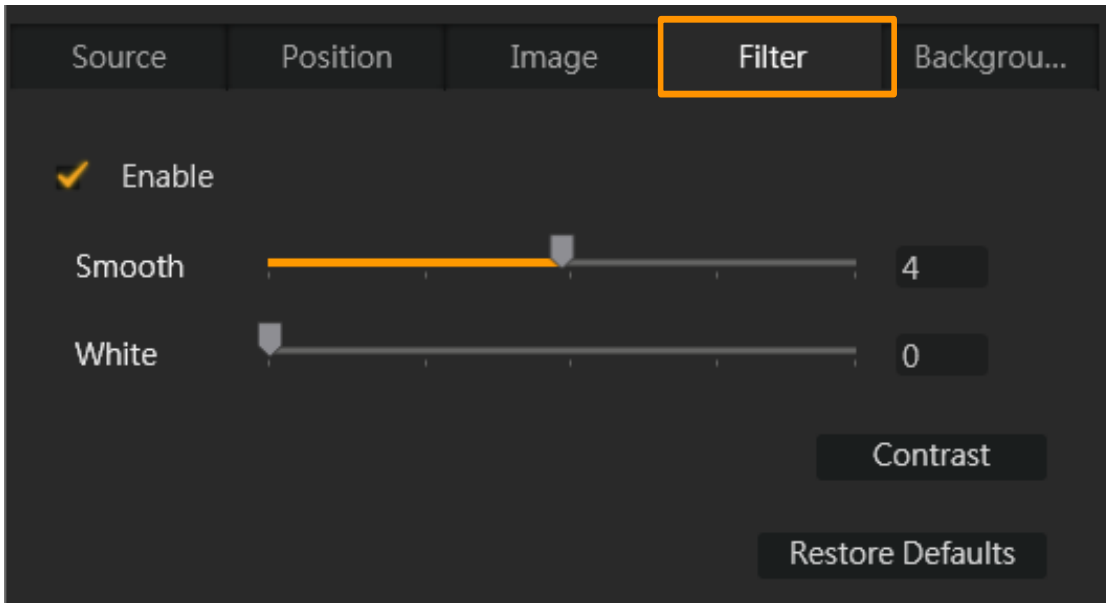 Source Position Image Filter Backgrou...
Enable
Smooth 4
White 0
Contrast
Restore Defaults